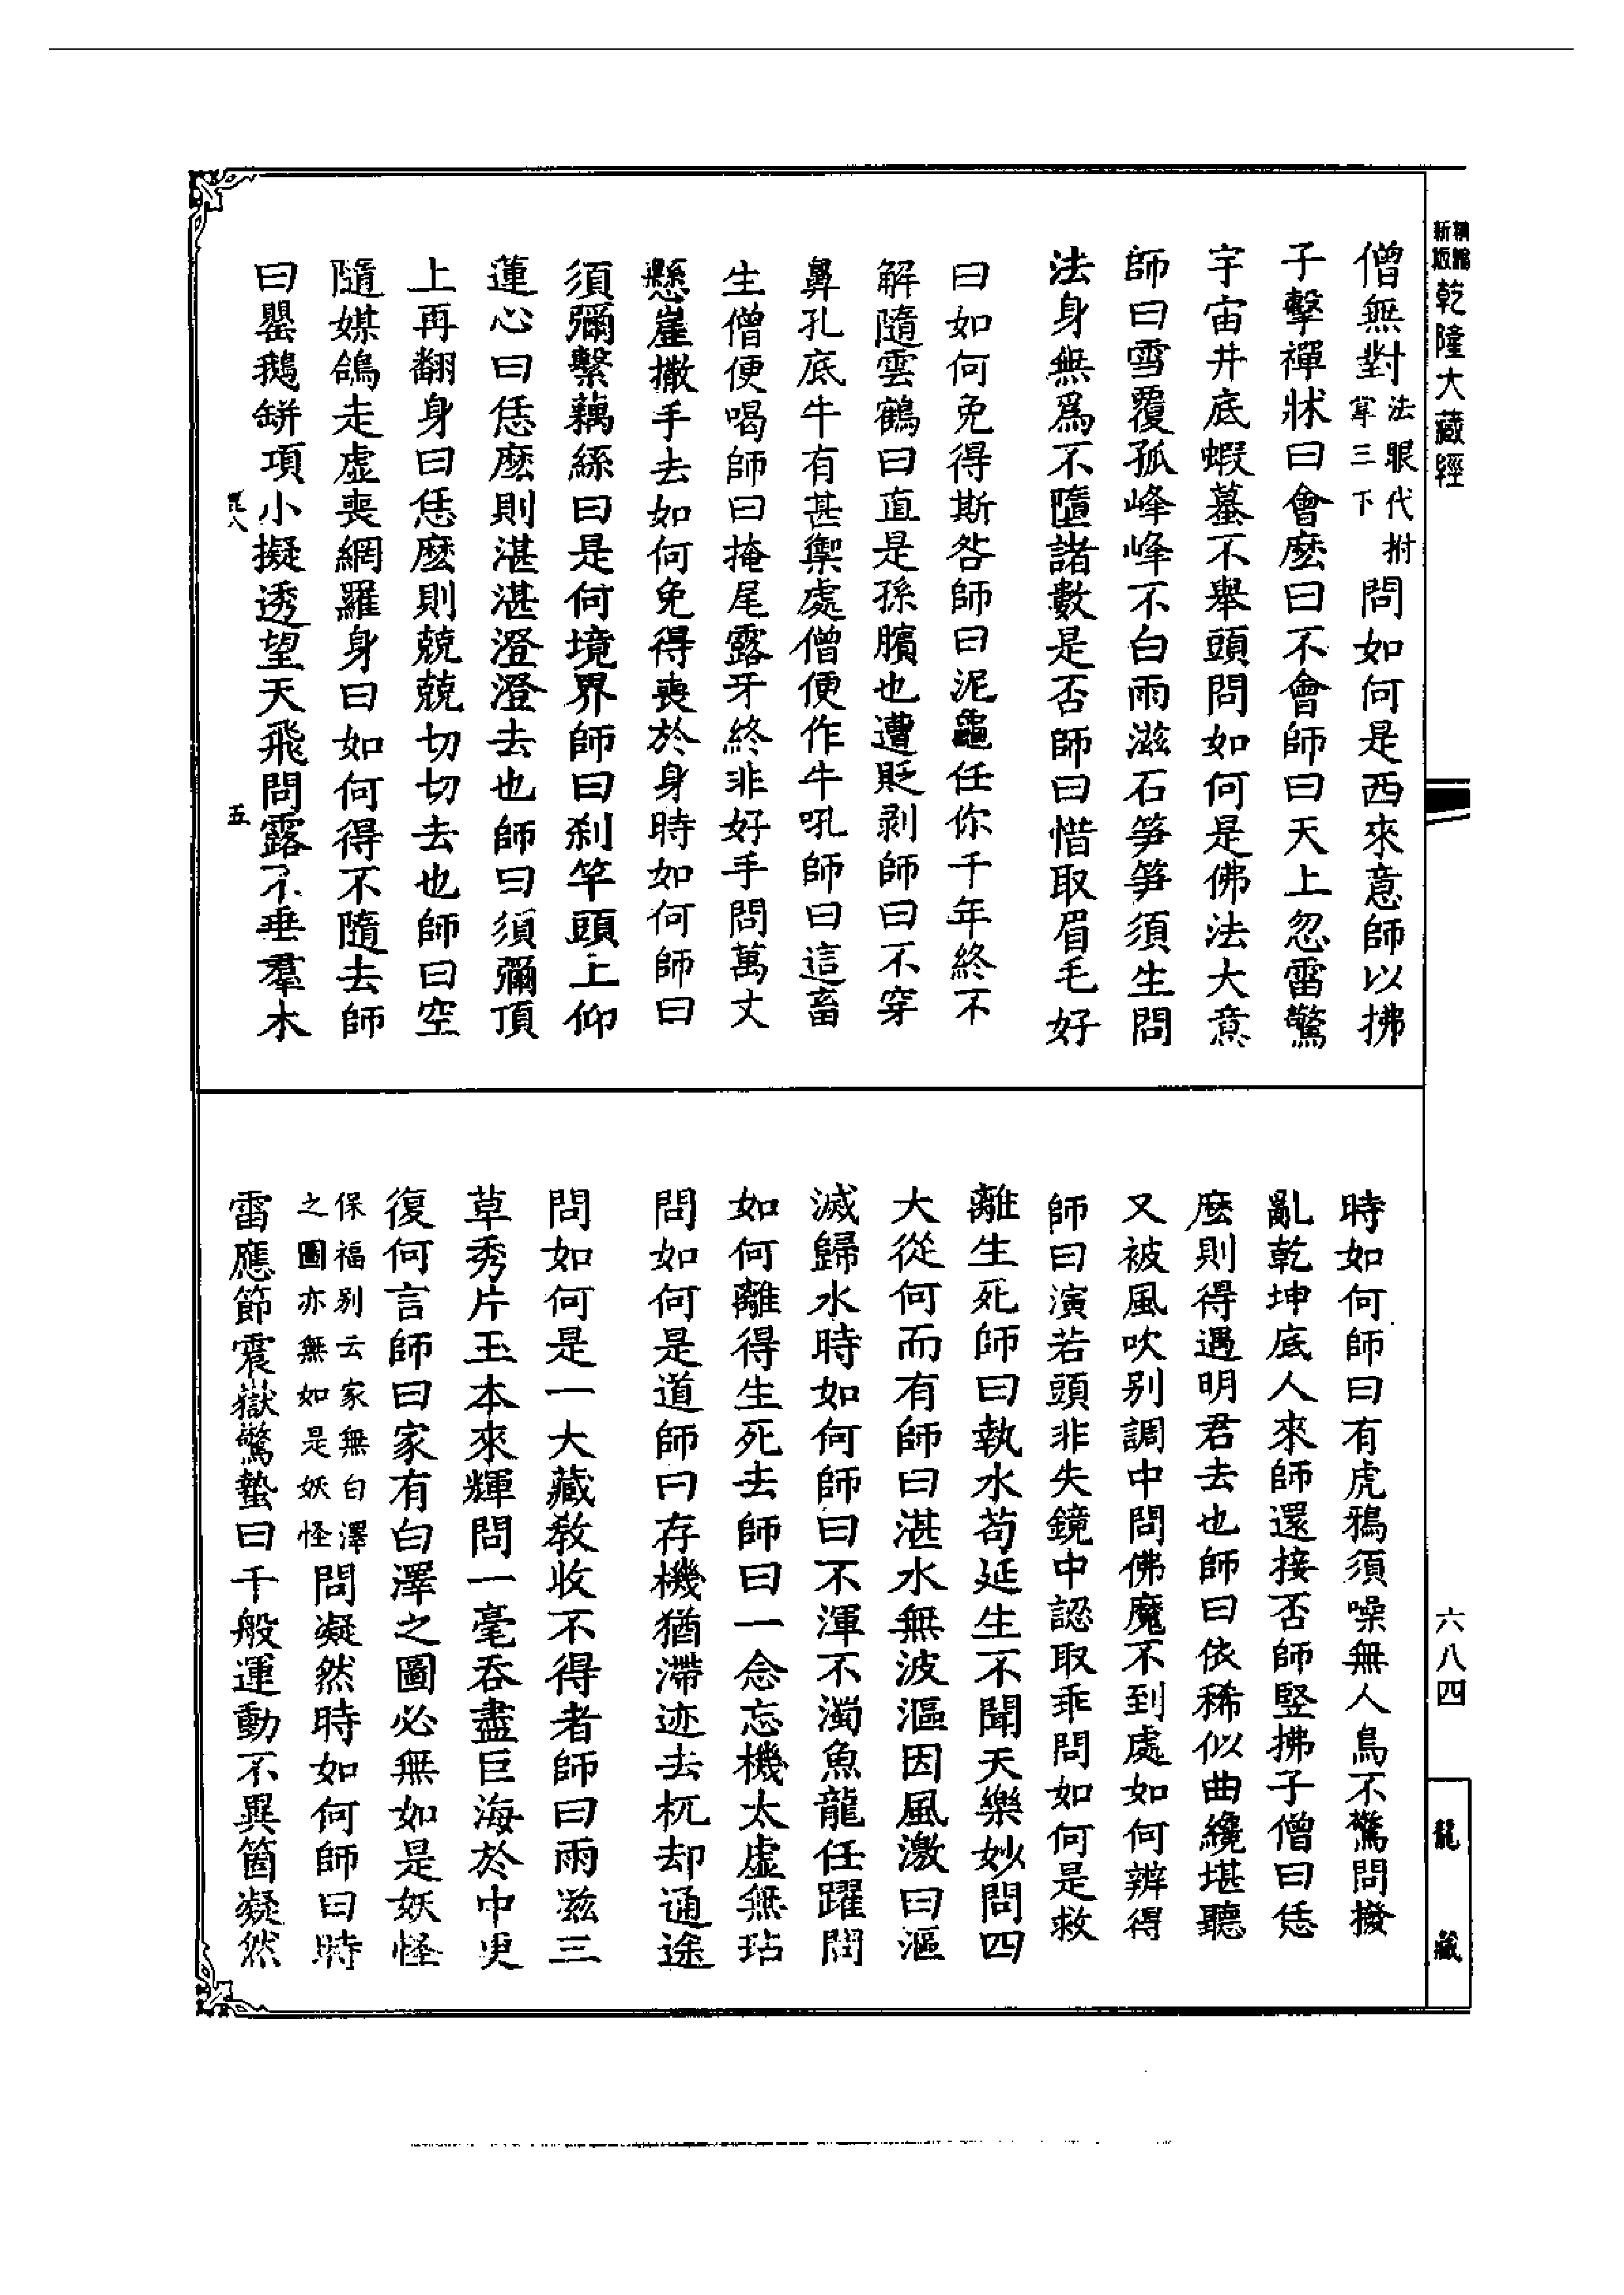 新版精縮乾隆大藏經
僧無對法眼代拊掌三下問如何是西來意師以拂
子擊禪牀曰會麽曰不會師曰天上忽雷驚
宇宙井底蝦蟇不舉頭問如何是佛法大意
師曰雪覆孤峰峰不白雨滋石笋笋須生問
法身無爲不墮諸數是否師曰惜取眉毛好
曰如何免得斯咎師曰泥龜任你千年終不
解隨雲鶴曰直是孫臏也遭貶剥師曰不穿
鼻孔底牛有甚禦處僧便作牛吼師曰這畜
生僧便喝師曰掩尾露牙終非好手問萬丈
懸崖撒手去如何免得喪於身時如何師曰
須彌繫藕絲曰是何境界師曰刹竿頭上仰
蓮心曰恁麽則湛湛澄澄去也師曰須彌頂
上再翻身曰恁麽則兢兢切切去也師曰空
隨媒鴿走虚喪網羅身曰如何得不隨去師
曰罌鵝缾項小擬透望天飛問露不垂羣木
五
時如何師曰有虎鴉須噪無人鳥不驚問撥
亂乾坤底人來師還接否師竪拂子僧曰恁
麽則得遇明君去也師曰依稀似曲纔堪聽
又被風吹别調中問佛魔不到處如何辨得
師曰演若頭非失鏡中認取乖問如何是救
離生死師曰執水苟延生不聞天樂妙問四
大從何而有師曰湛水無波漚因風激曰漚
滅歸水時如何師曰不渾不濁魚龍任躍問
如何離得生死去師曰一念忘機太虚無玷
問如何是道師曰存機猶滯迹去杌却通途
問如何是一大藏教收不得者師曰雨滋三
草秀片玉本來輝問一毫吞盡巨海於中更
復何言師曰家有白澤之圖必無如是妖怪
保福别云家無白澤之圖亦無如是妖怪問凝然時如何師曰時
雷應節震嶽驚蟄曰千般運動不異箇凝然
六八四
龍藏